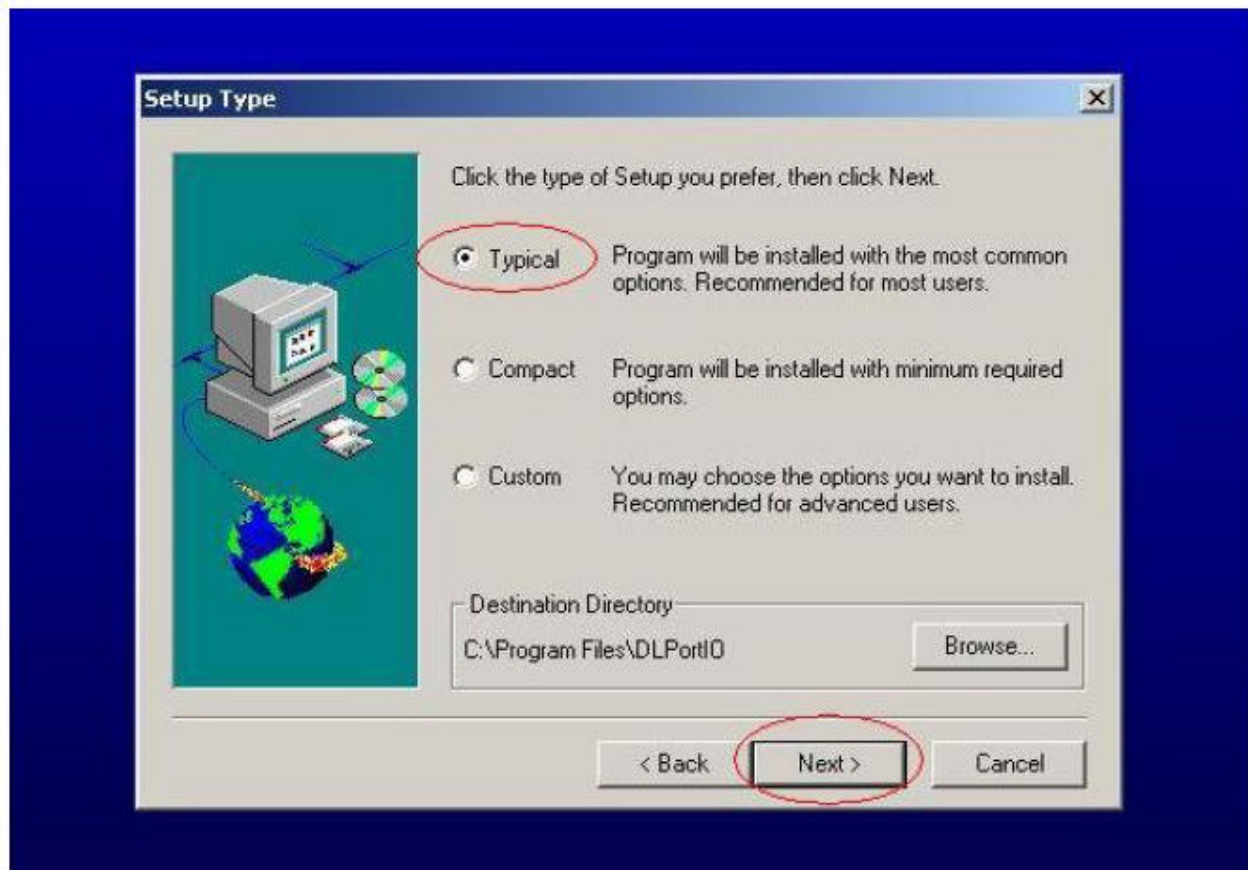 Setup Type
Click the type of Setup you prefer, then click Next.
Typical
Program will be installed with the most common
options. Recommended for most users.
Compact
Program will be installed with minimum required
options.
Custom
You may choose the options you want to install.
Recommended for advanced users.
Destination Directory
C:\Program Files\DLPortIO
Browse...
< Back
Next >
Cancel